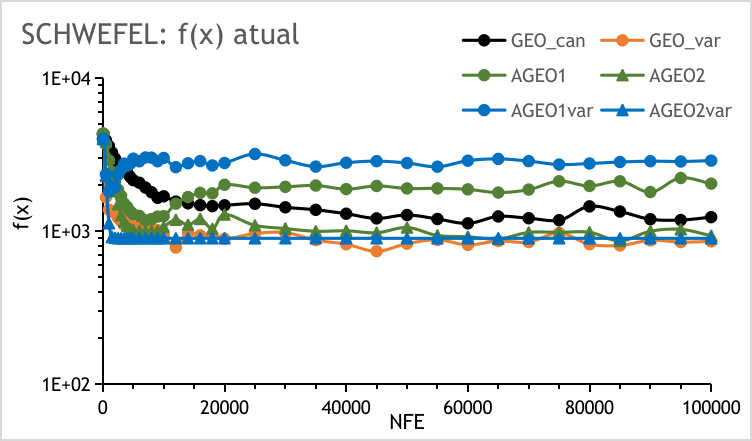 SCHWEFEL: f(x) atual
GEO_can GEO_var
AGEO1 AGEO2
AGEO1var AGEO2var
1E+04
1E+03
1E+02
f(x)
0 20000 40000 60000 80000 100000
NFE